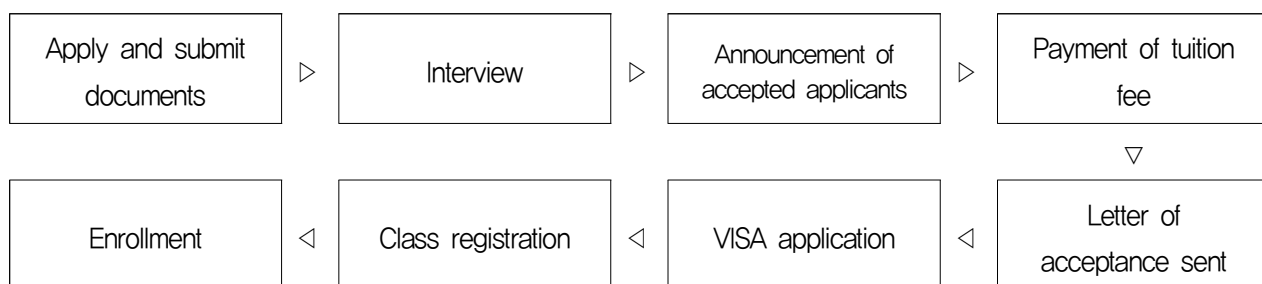 Apply and submit
documents
▷
Interview
▷
Announcement of
accepted applicants
▷
Payment of tuition
fee
▽
Letter of
acceptance sent
◁
VISA application
◁
Class registration
◁
Enrollment